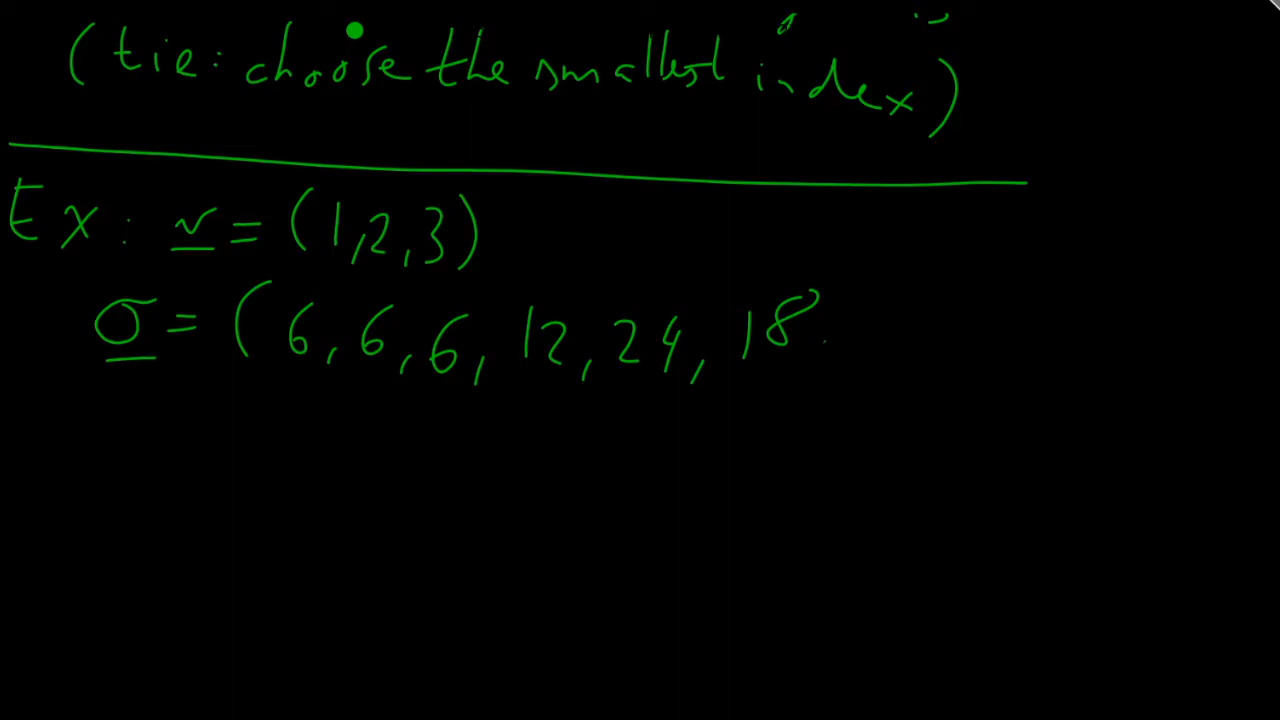 (tie: choose the smallest index)
Ex: v = (1,2,3)
σ = (6,6,6,12,24,18